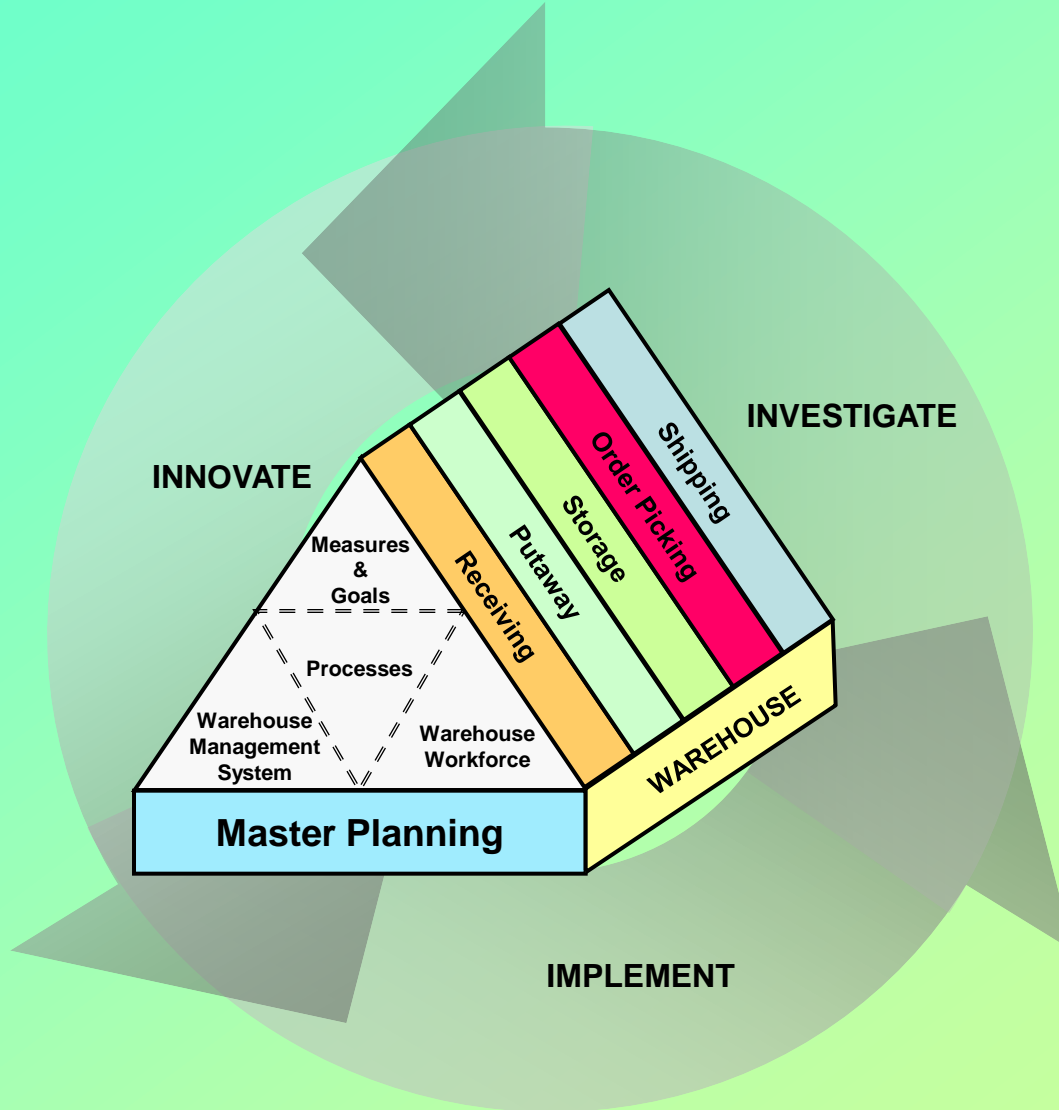 INVESTIGATE
INNOVATE
Shipping
Order Picking
Storage
Putaway
Receiving
Measures
&
Goals
Processes
Warehouse
Management
System
Warehouse
Workforce
WAREHOUSE
Master Planning
IMPLEMENT